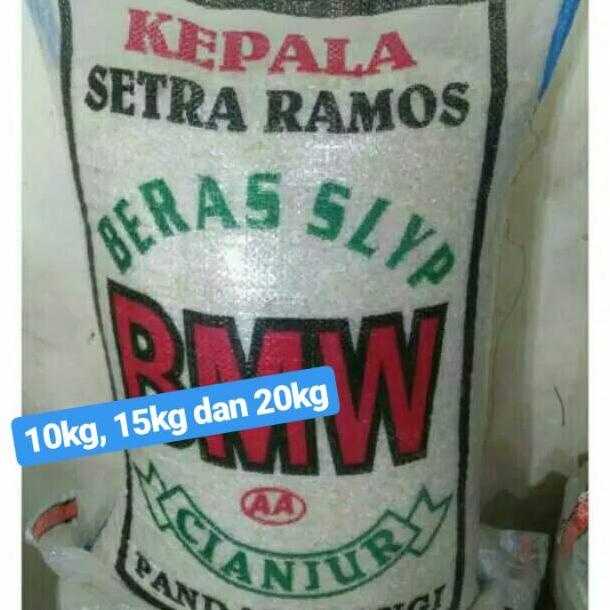 KEPALA
SETRA RAMOS
BERAS SLYP
BMW
10kg, 15kg dan 20kg
AA
CIANJUR